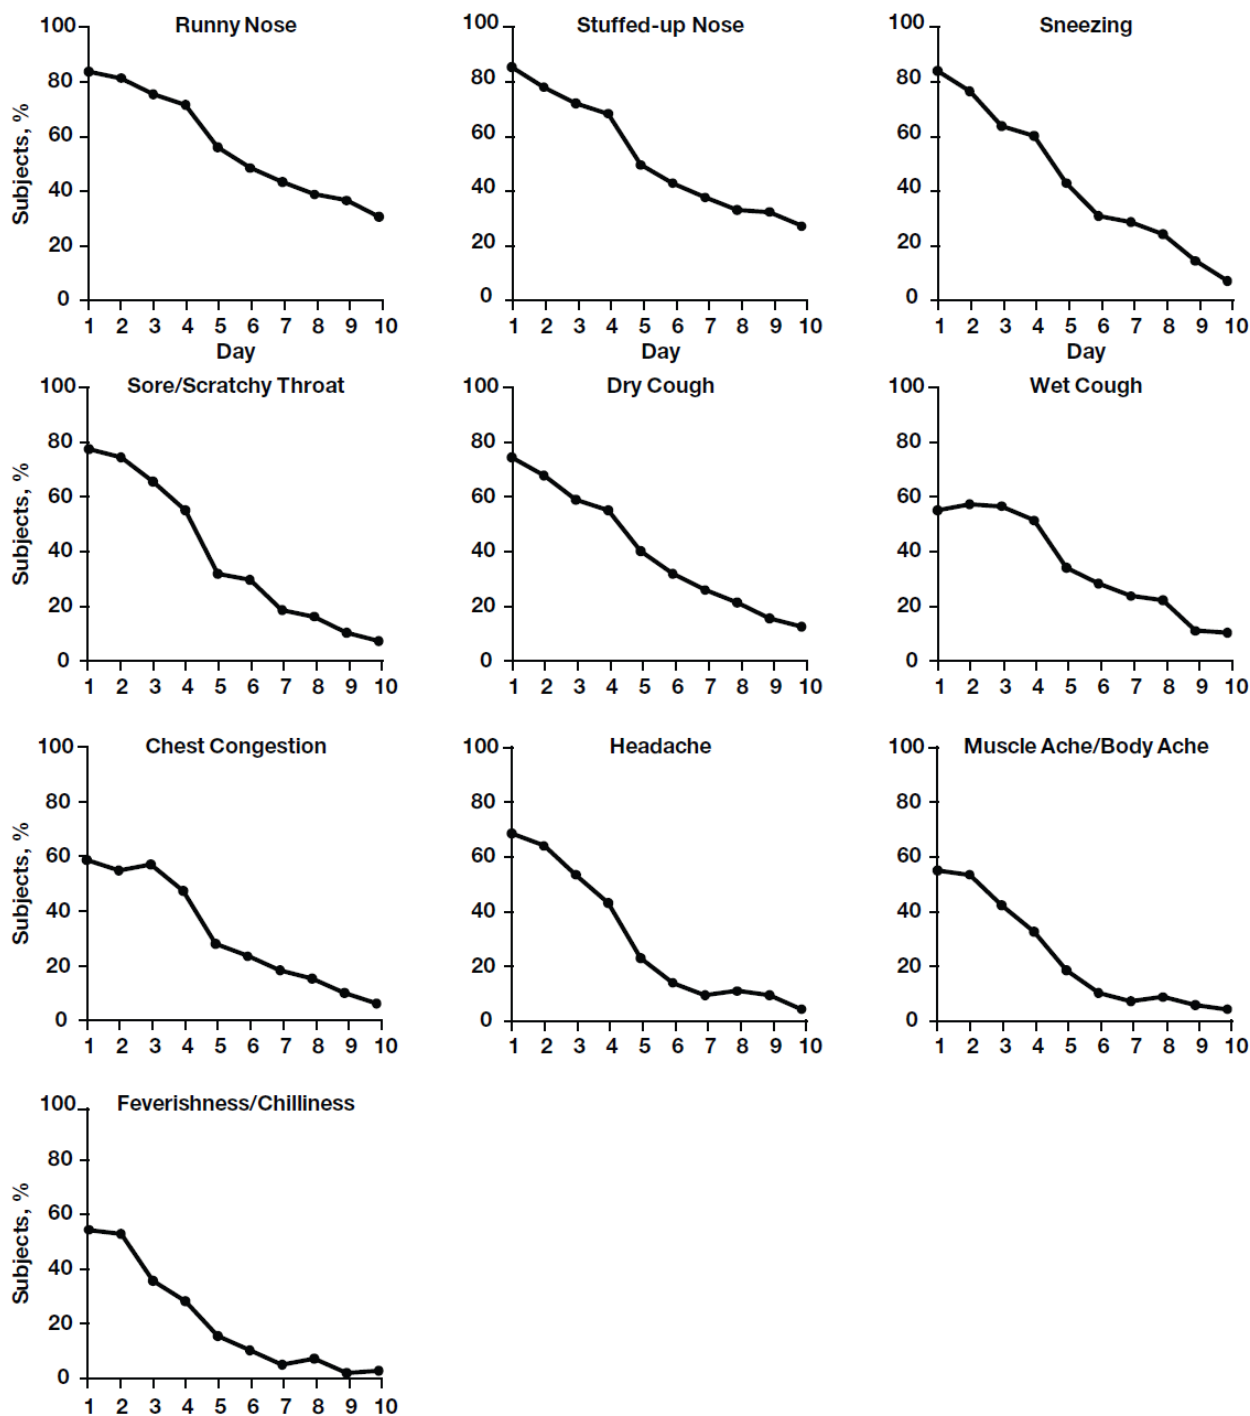 Runny Nose
Subjects, %
100
80
60
40
20
0
1 2 3 4 5 6 7 8 9 10
Day
Stuffed-up Nose
100
80
60
40
20
0
1 2 3 4 5 6 7 8 9 10
Day
Sneezing
100
80
60
40
20
0
1 2 3 4 5 6 7 8 9 10
Day
Sore/Scratchy Throat
Subjects, %
100
80
60
40
20
0
1 2 3 4 5 6 7 8 9 10
Dry Cough
100
80
60
40
20
0
1 2 3 4 5 6 7 8 9 10
Wet Cough
100
80
60
40
20
0
1 2 3 4 5 6 7 8 9 10
Chest Congestion
Subjects, %
100
80
60
40
20
0
1 2 3 4 5 6 7 8 9 10
Headache
100
80
60
40
20
0
1 2 3 4 5 6 7 8 9 10
Muscle Ache/Body Ache
100
80
60
40
20
0
1 2 3 4 5 6 7 8 9 10
Feverishness/Chilliness
Subjects, %
100
80
60
40
20
0
1 2 3 4 5 6 7 8 9 10